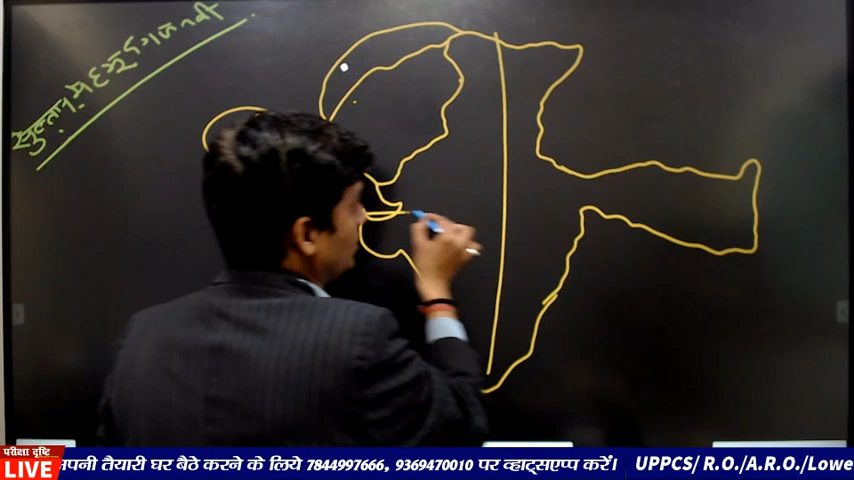 सुल्तान महमूद गजनवी
परीक्षा दृष्टि
LIVE
अपनी तैयारी घर बैठे करने के लिये 7844997666, 9369470010 पर व्हाट्सएप्प करें। UPPCS/ R.O./A.R.O./Lowe